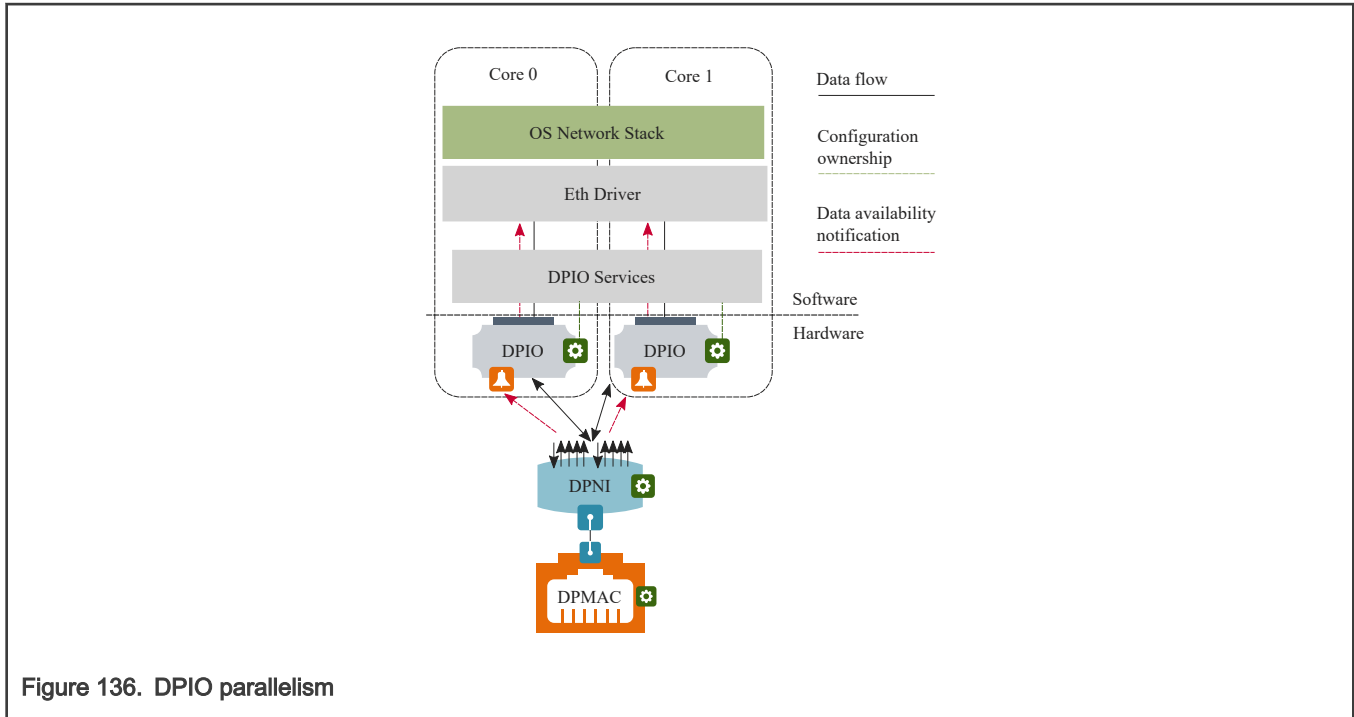 Core 0
Core 1
Data flow
OS Network Stack
Configuration
ownership
Eth Driver
Data availability
notification
DPIO Services
Software
Hardware
DPIO
DPIO
DPNI
DPMAC
Figure 136. DPIO parallelism